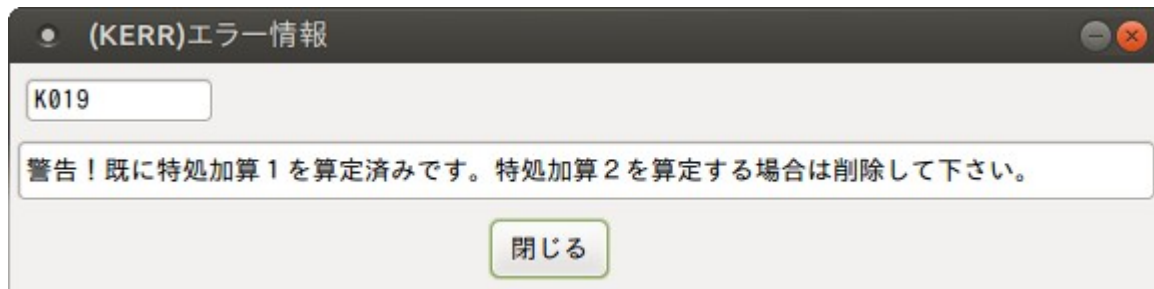 (KERR)エラー情報
K019
警告！既に特処加算１を算定済みです。特処加算２を算定する場合は削除して下さい。
閉じる